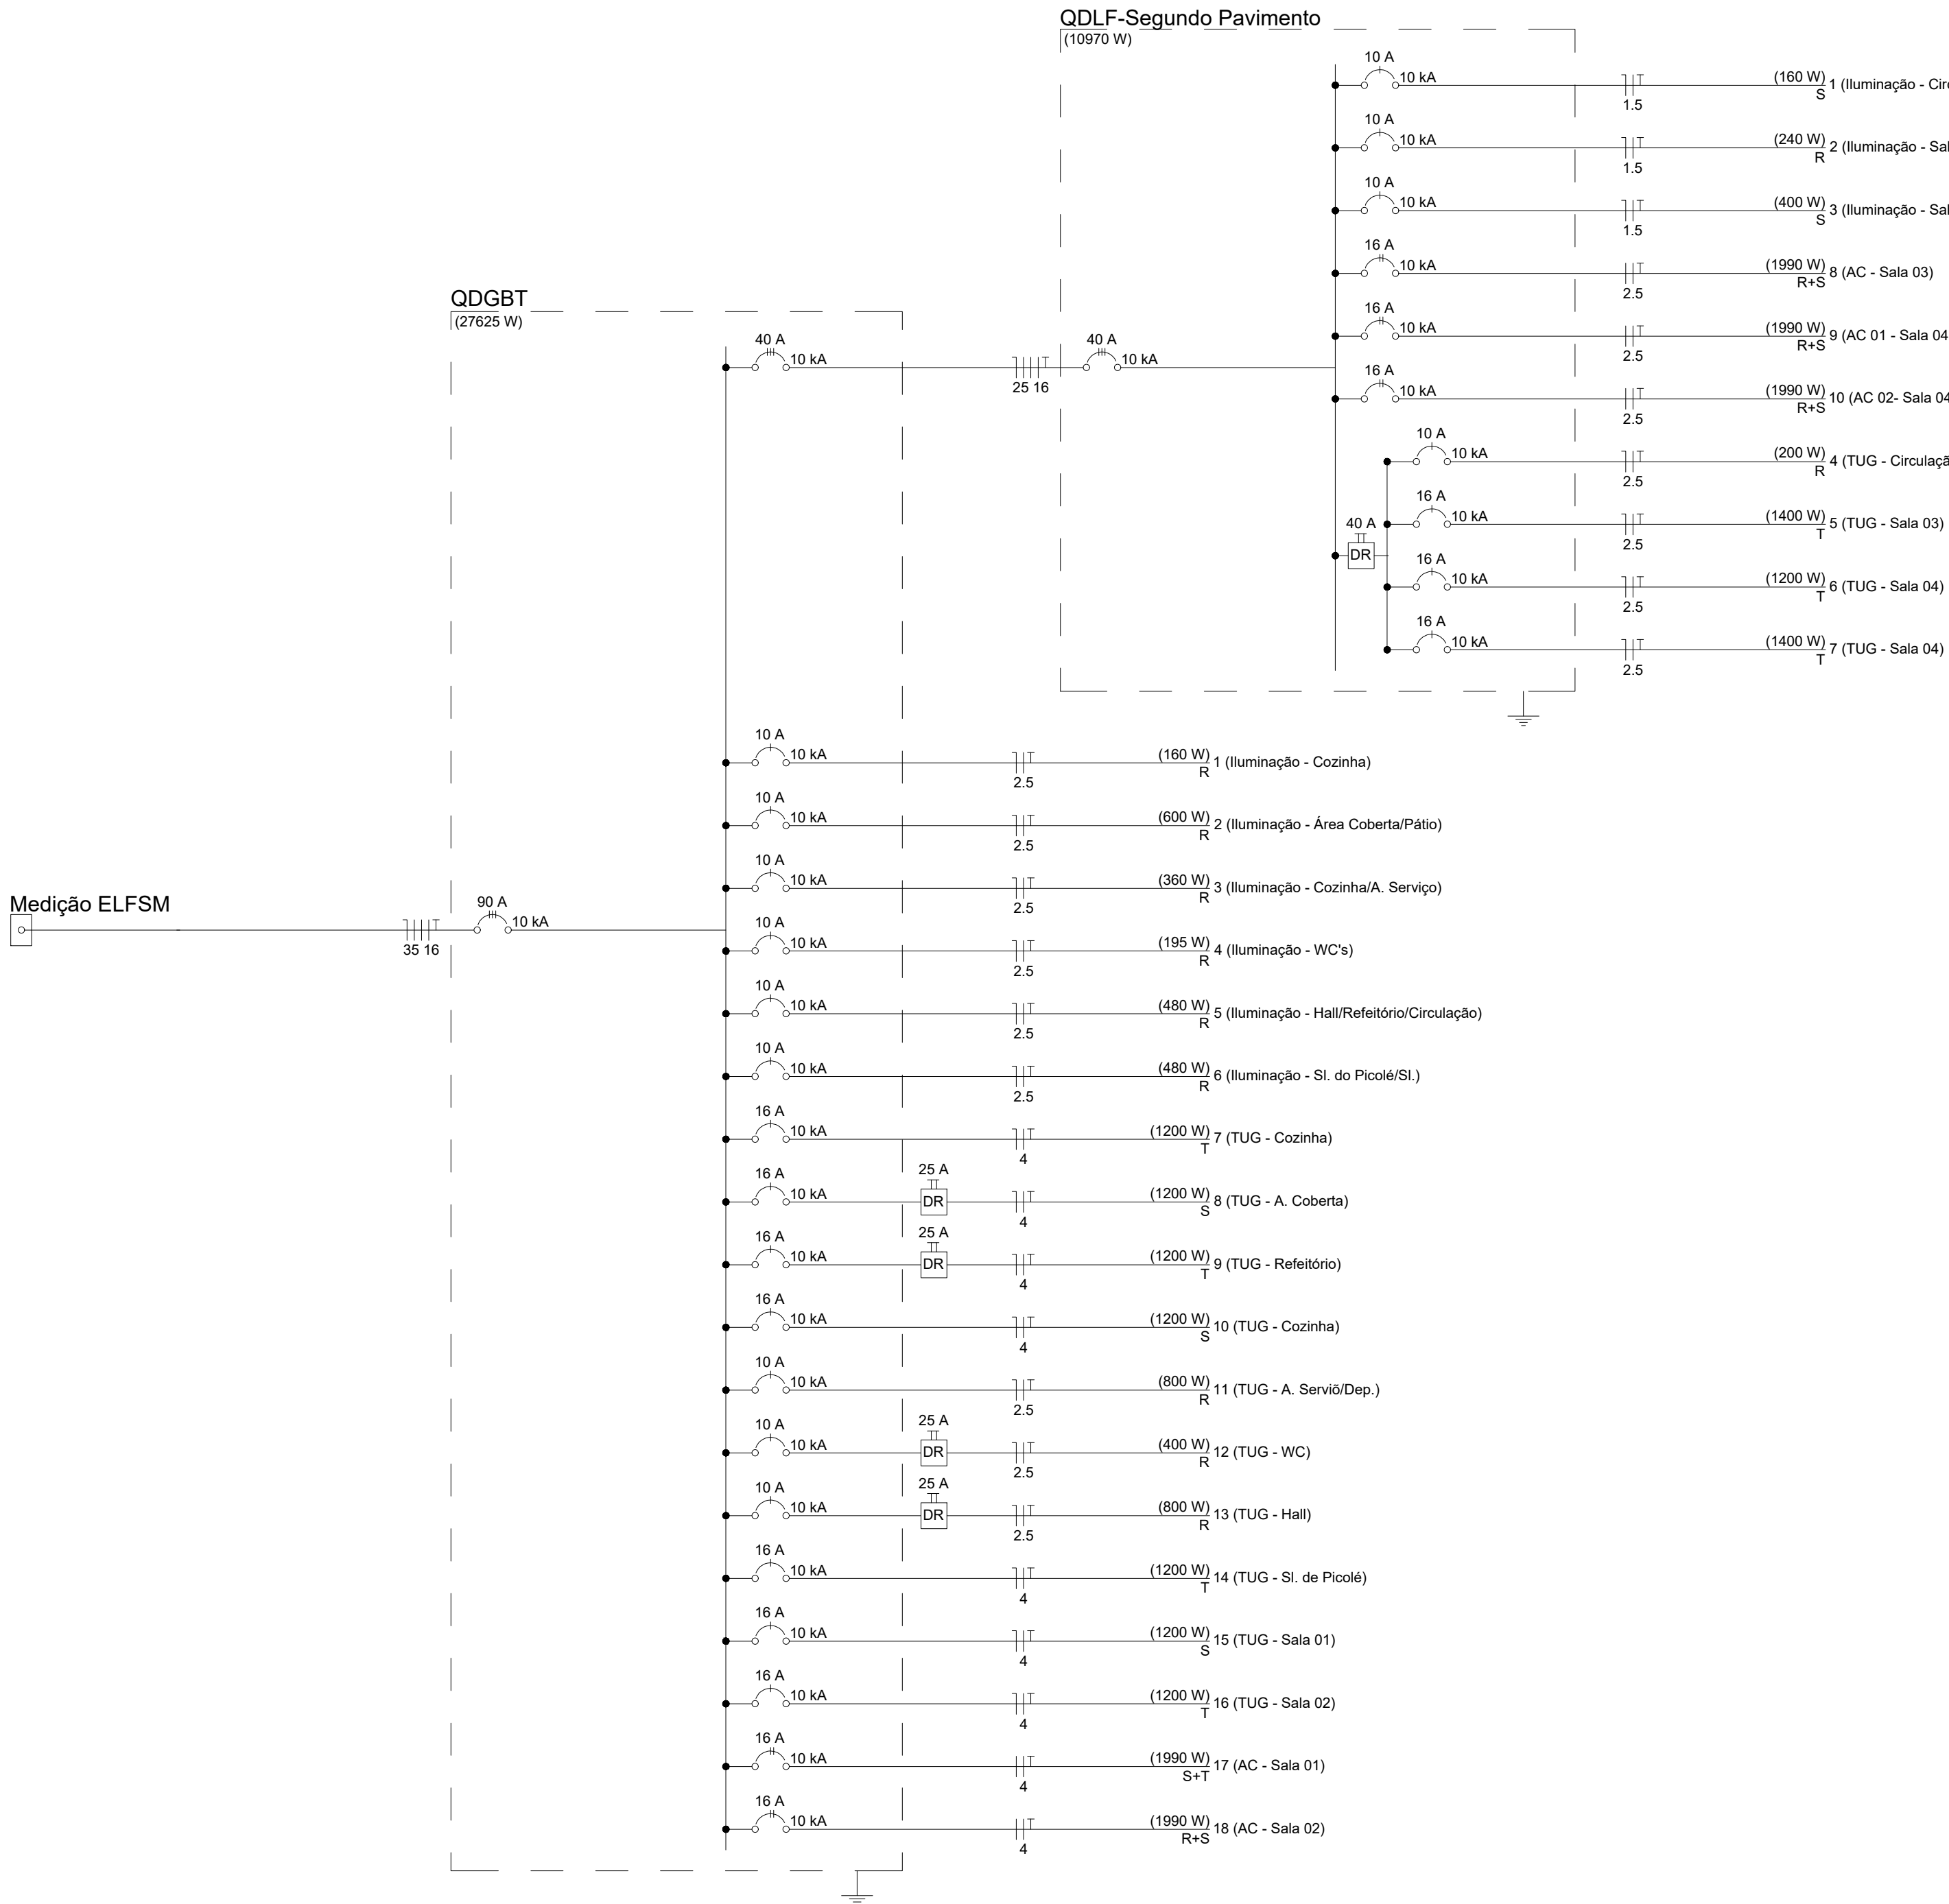 QDLF-Segundo Pavimento
(10970 W)
10 A
10 kA
1.5
(160 W)
S
1 (Iluminação -
10 A
10 kA
1.5
(240 W)
R
2 (Iluminação -
10 A
10 kA
1.5
(400 W)
S
3 (Iluminação -
16 A
10 kA
2.5
(1990 W)
R+S
8 (AC - Sala 03)
16 A
10 kA
2.5
(1990 W)
R+S
9 (AC 01 - Sala 04
16 A
10 kA
2.5
(1990 W)
R+S
10 (AC 02- Sala 04
10 A
10 kA
2.5
(200 W)
R
4 (TUG -
16 A
10 kA
2.5
(1400 W)
T
5 (TUG - Sala 03)
40 A
DR
16 A
10 kA
2.5
(1200 W)
T
6 (TUG - Sala 04)
16 A
10 kA
2.5
(1400 W)
T
7 (TUG - Sala 04)
QDGBT
(27625 W)
40 A
10 kA
25 16
40 A
10 kA
10 A
10 kA
2.5
(160 W)
R
1 (Iluminação - Cozinha)
10 A
10 kA
2.5
(600 W)
R
2 (Iluminação - Área Coberta/Pátio)
10 A
10 kA
2.5
(360 W)
R
3 (Iluminação - Cozinha/A. Serviço)
Medição ELFSM
35 16
90 A
10 kA
10 A
10 kA
2.5
(195 W)
R
4 (Iluminação - WC's)
10 A
10 kA
2.5
(480 W)
R
5 (Iluminação - Hall/Refeitório/Circulação)
10 A
10 kA
2.5
(480 W)
R
6 (Iluminação - Sl. do Picolé/Sl.)
16 A
10 kA
4
(1200 W)
T
7 (TUG - Cozinha)
16 A
10 kA
25 A
DR
4
(1200 W)
S
8 (TUG - A. Coberta)
16 A
10 kA
25 A
DR
4
(1200 W)
T
9 (TUG - Refeitório)
16 A
10 kA
4
(1200 W)
S
10 (TUG - Cozinha)
10 A
10 kA
2.5
(800 W)
R
11 (TUG - A. Serviõ/Dep.)
10 A
10 kA
25 A
DR
2.5
(400 W)
R
12 (TUG - WC)
10 A
10 kA
25 A
DR
2.5
(800 W)
R
13 (TUG - Hall)
16 A
10 kA
4
(1200 W)
T
14 (TUG - Sl. de Picolé)
16 A
10 kA
4
(1200 W)
S
15 (TUG - Sala 01)
16 A
10 kA
4
(1200 W)
T
16 (TUG - Sala 02)
16 A
10 kA
4
(1990 W)
S+T
17 (AC - Sala 01)
16 A
10 kA
4
(1990 W)
R+S
18 (AC - Sala 02)